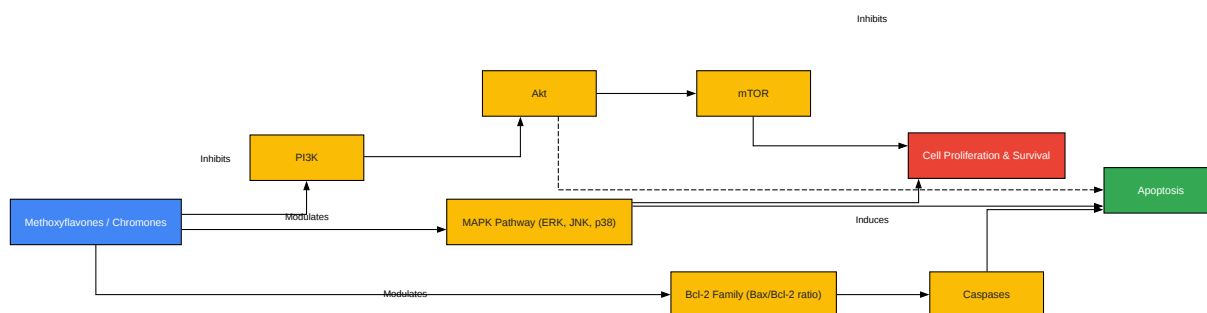 Inhibits
Akt
mTOR
Inhibits
PI3K
Cell Proliferation & Survival
Apoptosis
Methoxyflavones / Chromones
Modulates
MAPK Pathway (ERK, JNK, p38)
Induces
Modulates
Bcl-2 Family (Bax/Bcl-2 ratio)
Caspases